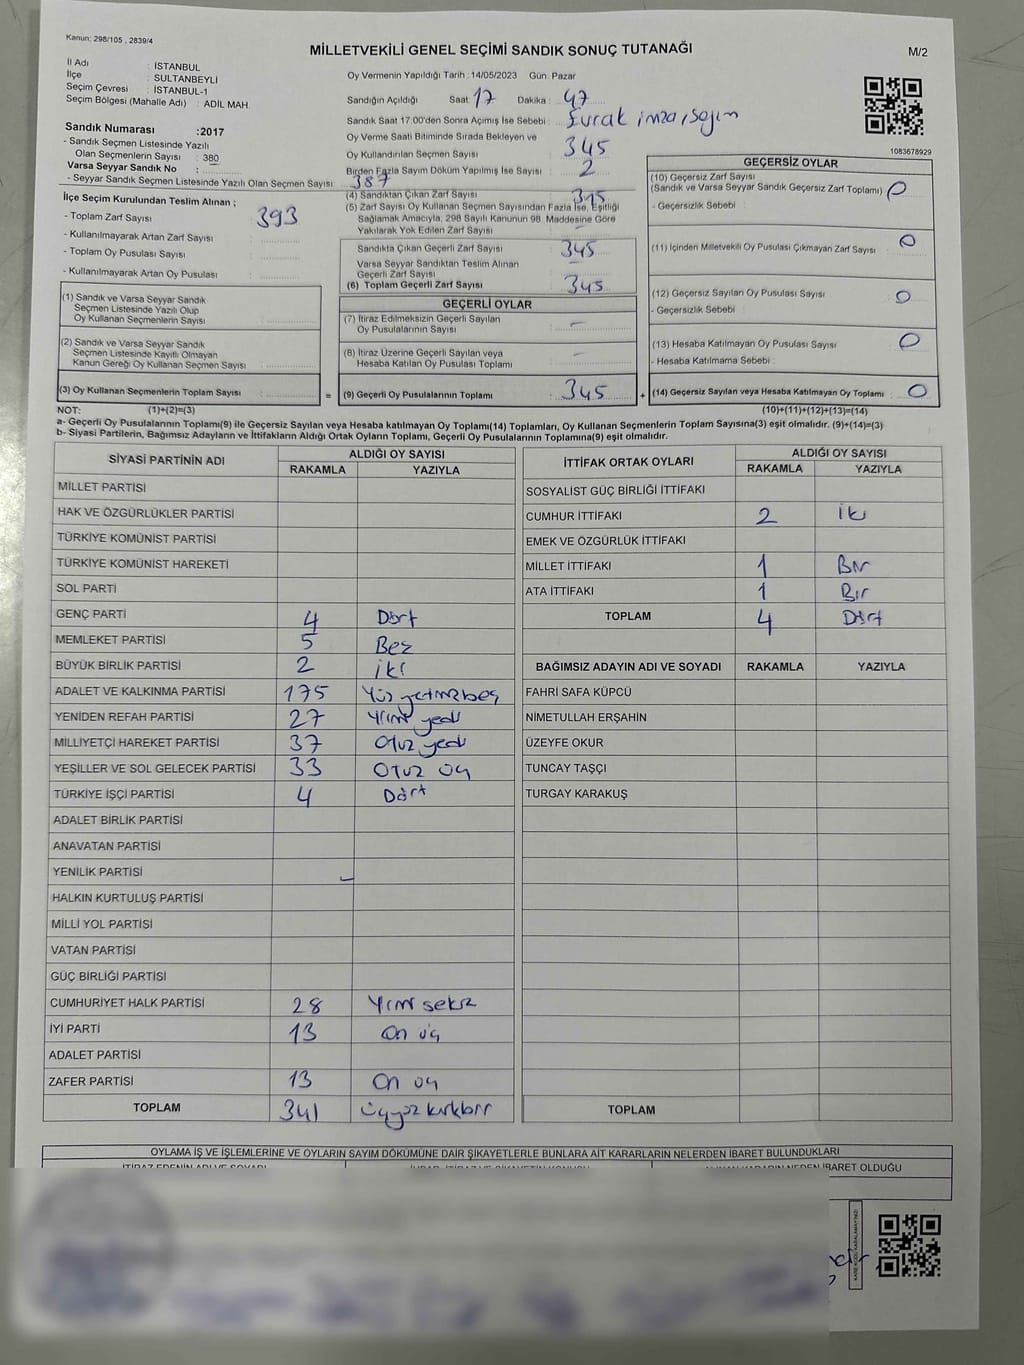 Kanun: 298/105 , 2839/4
MİLLETVEKİLİ GENEL SEÇİMİ SANDIK SONUÇ TUTANAĞI
M/2
İl Adı : İSTANBUL
İlçe : SULTANBEYLİ
Seçim Çevresi : İSTANBUL-1
Seçim Bölgesi (Mahalle Adı) : ADİL MAH.
Sandık Numarası :2017
- Sandık Seçmen Listesinde Yazılı
Olan Seçmenlerin Sayısı : 380
Varsa Seyyar Sandık No :
- Seyyar Sandık Seçmen Listesinde Yazılı Olan Seçmen Sayısı : 387
İlçe Seçim Kurulundan Teslim Alınan ;
- Toplam Zarf Sayısı 393
- Kullanılmayarak Artan Zarf Sayısı
- Toplam Oy Pusulası Sayısı
- Kullanılmayarak Artan Oy Pusulası
(1) Sandık ve Varsa Seyyar Sandık
Seçmen Listesinde Yazılı Olup
Oy Kullanan Seçmenlerin Sayısı
(2) Sandık ve Varsa Seyyar Sandık
Seçmen Listesinde Kayıtlı Olmayan
Kanun Gereği Oy Kullanan Seçmen Sayısı
(3) Oy Kullanan Seçmenlerin Toplam Sayısı :
Oy Vermenin Yapıldığı Tarih :14/05/2023 Gün: Pazar
Sandığın Açıldığı Saat : 17 Dakika : 47
Sandık Saat 17.00'den Sonra Açımış İse Sebebi : Evrak imza,
Oy Verme Saati Bitiminde Sırada Bekleyen ve
Oy Kullandırılan Seçmen Sayısı : 345
Birden Fazla Sayım Döküm Yapılmış İse Sayısı : 2
(4) Sandıktan Çıkan Zarf Sayısı 345
(5) Zarf Sayısı Oy Kullanan Seçmen Sayısından Fazla İse, Eşitliği
Sağlamak Amacıyla, 298 Sayılı Kanunun 98. Maddesine Göre
Yakılarak Yok Edilen Zarf Sayısı :
Sandıkta Çıkan Geçerli Zarf Sayısı 345
Varsa Seyyar Sandıktan Teslim Alınan
Geçerli Zarf Sayısı
(6) Toplam Geçerli Zarf Sayısı 345
GEÇERLİ OYLAR
(7) İtiraz Edilmeksizin Geçerli Sayılan
Oy Pusulalarının Sayısı : -
(8) İtiraz Üzerine Geçerli Sayılan veya
Hesaba Katılan Oy Pusulası Toplamı : -
= (9) Geçerli Oy Pusulalarının Toplamı : 345 +
1083678929
GEÇERSİZ OYLAR
(10) Geçersiz Zarf Sayısı
(Sandık ve Varsa Seyyar Sandık Geçersiz Zarf Toplamı) 0
- Geçersizlik Sebebi :
(11) İçinden Milletvekili Oy Pusulası Çıkmayan Zarf Sayısı : 0
(12) Geçersiz Sayılan Oy Pusulası Sayısı : 0
- Geçersizlik Sebebi :
(13) Hesaba Katılmayan Oy Pusulası Sayısı : 0
- Hesaba Katılmama Sebebi :
(14) Geçersiz Sayılan veya Hesaba Katılmayan Oy Toplamı : 0
NOT: (1)+(2)=(3) (10)+(11)+(12)+(13)=(14)
a- Geçerli Oy Pusulalarının Toplamı(9) ile Geçersiz Sayılan veya Hesaba katılmayan Oy Toplamı(14) Toplamları, Oy Kullanan Seçmenlerin Toplam Sayısına(3) eşit olmalıdır. (9)+(14)=(3)
b- Siyasi Partilerin, Bağımsız Adayların ve İttifakların Aldığı Ortak Oyların Toplamı, Geçerli Oy Pusulalarının Toplamına(9) eşit olmalıdır.
SİYASİ PARTİNİN ADI ALDIĞI OY SAYISI
RAKAMLA YAZIYLA
MİLLET PARTİSİ
HAK VE ÖZGÜRLÜKLER PARTİSİ
TÜRKİYE KOMÜNİST PARTİSİ
TÜRKİYE KOMÜNİST HAREKETİ
SOL PARTİ
GENÇ PARTİ 4 Dört
MEMLEKET PARTİSİ 5 Beş
BÜYÜK BİRLİK PARTİSİ 2 iki
ADALET VE KALKINMA PARTİSİ 175 Yüz yetmiş beş
YENİDEN REFAH PARTİSİ 27 Yirmi yedi
MİLLİYETÇİ HAREKET PARTİSİ 37 Otuz yedi
YEŞİLLER VE SOL GELECEK PARTİSİ 33 Otuz üç
TÜRKİYE İŞÇİ PARTİSİ 4 Dört
ADALET BİRLİK PARTİSİ
ANAVATAN PARTİSİ
YENİLİK PARTİSİ
HALKIN KURTULUŞ PARTİSİ
MİLLİ YOL PARTİSİ
VATAN PARTİSİ
GÜÇ BİRLİĞİ PARTİSİ
CUMHURİYET HALK PARTİSİ 28 Yirmi sekiz
İYİ PARTİ 13 On üç
ADALET PARTİSİ
ZAFER PARTİSİ 13 On üç
TOPLAM 341 üçyüz kırkbir
İTTİFAK ORTAK OYLARI ALDIĞI OY SAYISI
RAKAMLA YAZIYLA
SOSYALİST GÜÇ BİRLİĞİ İTTİFAKI
CUMHUR İTTİFAKI 2 iki
EMEK VE ÖZGÜRLÜK İTTİFAKI
MİLLET İTTİFAKI 1 Bir
ATA İTTİFAKI 1 Bir
TOPLAM 4 Dört
BAĞIMSIZ ADAYIN ADI VE SOYADI RAKAMLA YAZIYLA
FAHRİ SAFA KÜPCÜ
NİMETULLAH ERŞAHİN
ÜZEYFE OKUR
TUNCAY TAŞÇI
TURGAY KARAKUŞ
TOPLAM
OYLAMA İŞ VE İŞLEMLERİNE VE OYLARIN SAYIM DÖKÜMÜNE DAİR ŞİKAYETLERLE BUNLARA AİT KARARLARIN NELERDEN İBARET BULUNDUKLARI
İBARET OLDUĞU